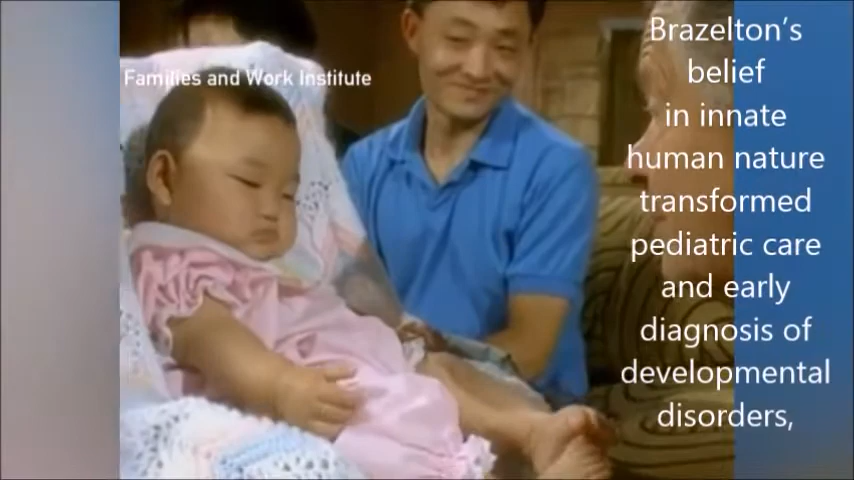 Families and Work Institute
Brazelton’s
belief
in innate
human nature
transformed
pediatric care
and early
diagnosis of
developmental
disorders,